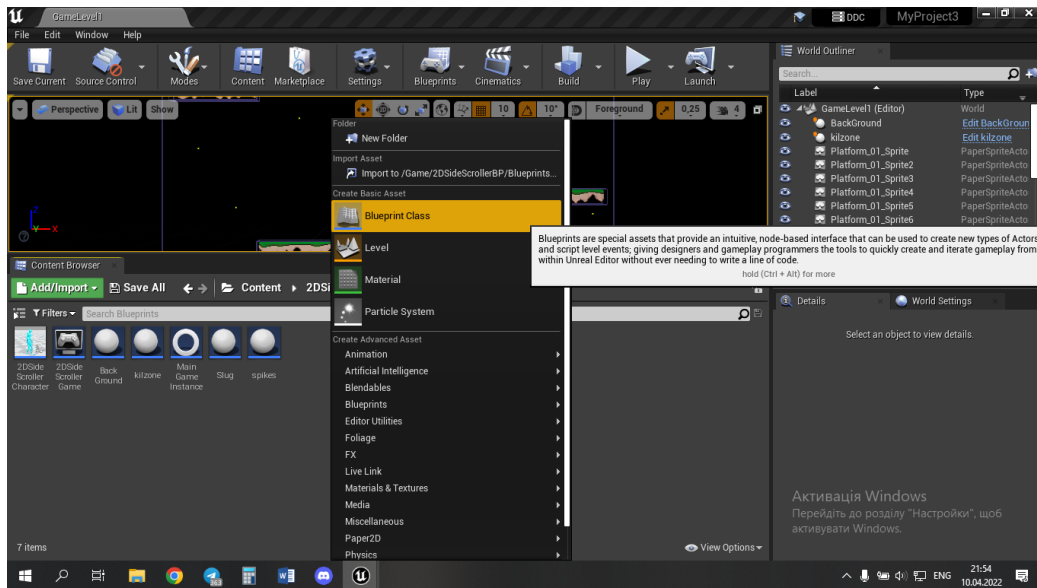 GameLevel1
DDC
MyProject3
File Edit Window Help
Save Current Source Control Modes Content Marketplace Settings Blueprints Cinematics Build Play Launch
World Outliner
Search...
Label Type
GameLevel1 (Editor) World
BackGround Edit BackGroun
kilzone Edit kilzone
Platform_01_Sprite PaperSpriteActo
Platform_01_Sprite2 PaperSpriteActo
Platform_01_Sprite3 PaperSpriteActo
Platform_01_Sprite4 PaperSpriteActo
Platform_01_Sprite5 PaperSpriteActo
Platform_01_Sprite6 PaperSpriteActo
Perspective Lit Show
10 10° Foreground 0,25 4
Z
Y X
Folder
New Folder
Import Asset
Import to /Game/2DSideScrollerBP/Blueprints...
Create Basic Asset
Blueprint Class
Level
Material
Particle System
Create Advanced Asset
Animation
Artificial Intelligence
Blendables
Blueprints
Editor Utilities
Foliage
FX
Live Link
Materials & Textures
Media
Miscellaneous
Paper2D
Physics
Blueprints are special assets that provide an intuitive, node-based interface that can be used to create new types of Actors
and script level events; giving designers and gameplay programmers the tools to quickly create and iterate gameplay from
within Unreal Editor without ever needing to write a line of code.
hold (Ctrl + Alt) for more
Content Browser
Add/Import Save All Content 2DSi
Filters Search Blueprints
2DSide
Scroller
Character
2DSide
Scroller
Game
Back
Ground
kilzone
Main
Game
Instance
Slug
spikes
7 items
View Options
Details
World Settings
Select an object to view details.
Активація Windows
Перейдіть до розділу "Настройки", щоб
активувати Windows.
ENG
21:54
10.04.2022